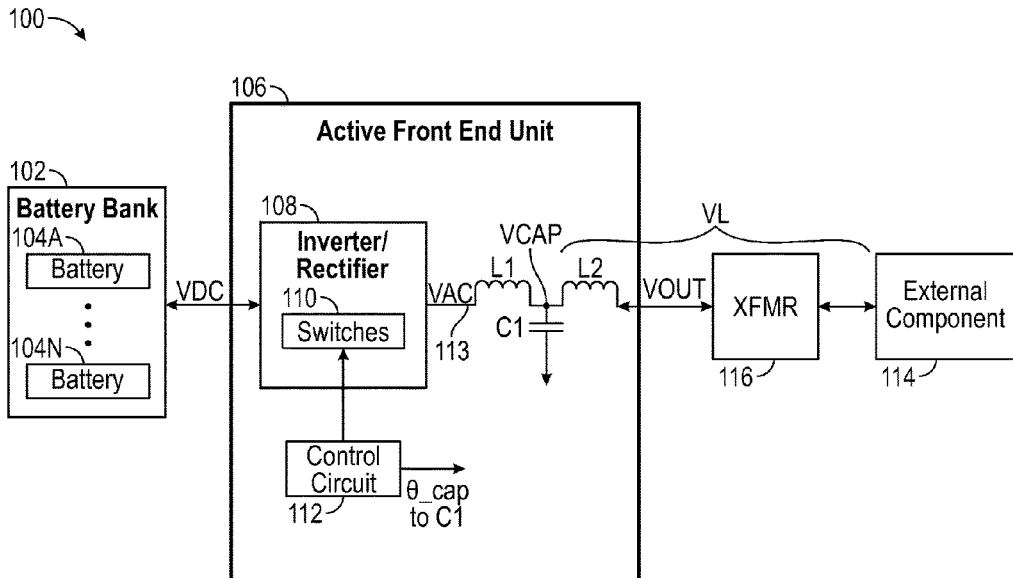 100
106
Active Front End Unit
102
Battery Bank
104A
Battery
104N
Battery
VDC
108
Inverter/
Rectifier
110
Switches
VAC
113
L1
VCAP
L2
C1
VL
VOUT
XFMR
116
External
Component
114
Control
Circuit
112
θ_cap
to C1